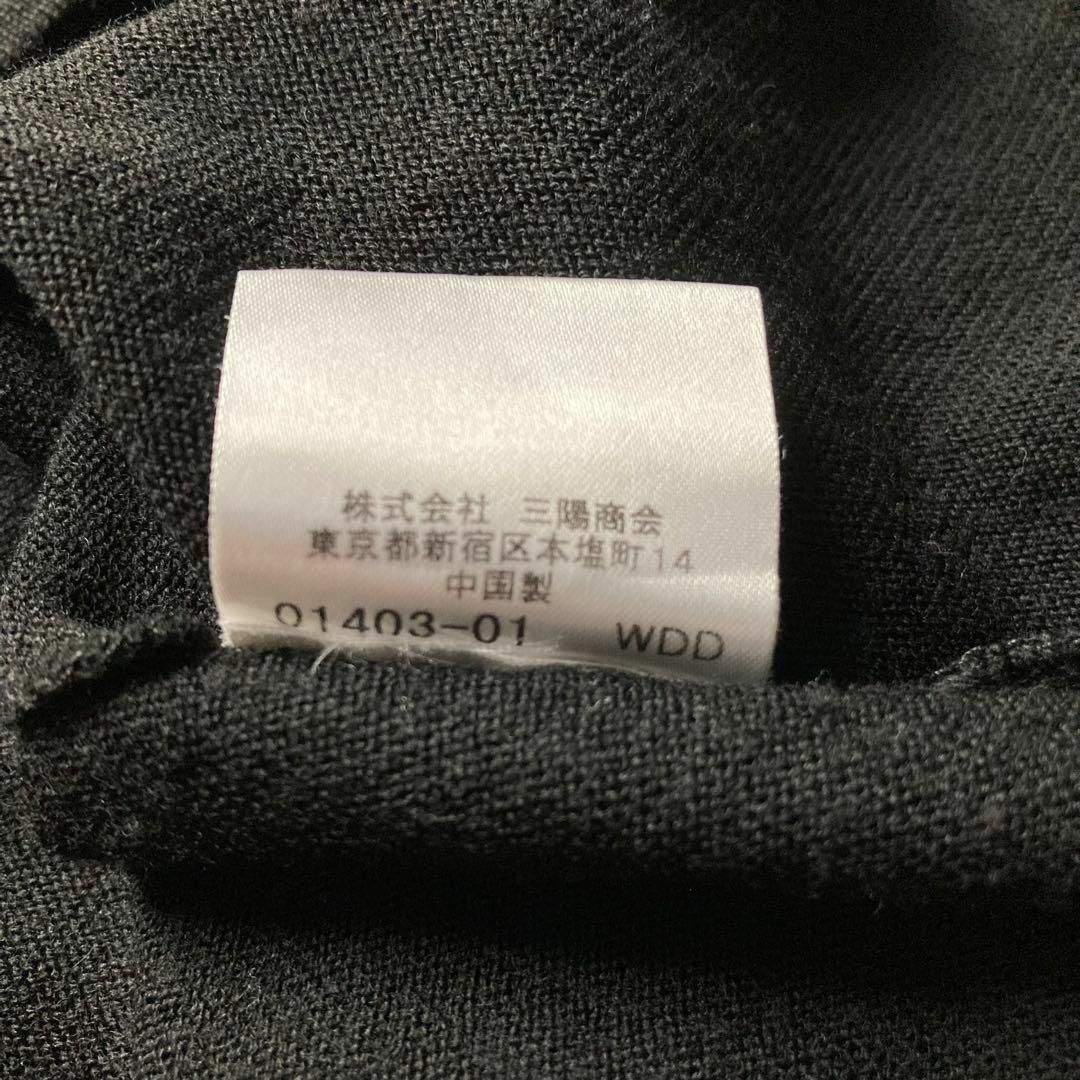 株式会社 三陽商会
東京都新宿区本塩町14
中国製
01403-01 WDD